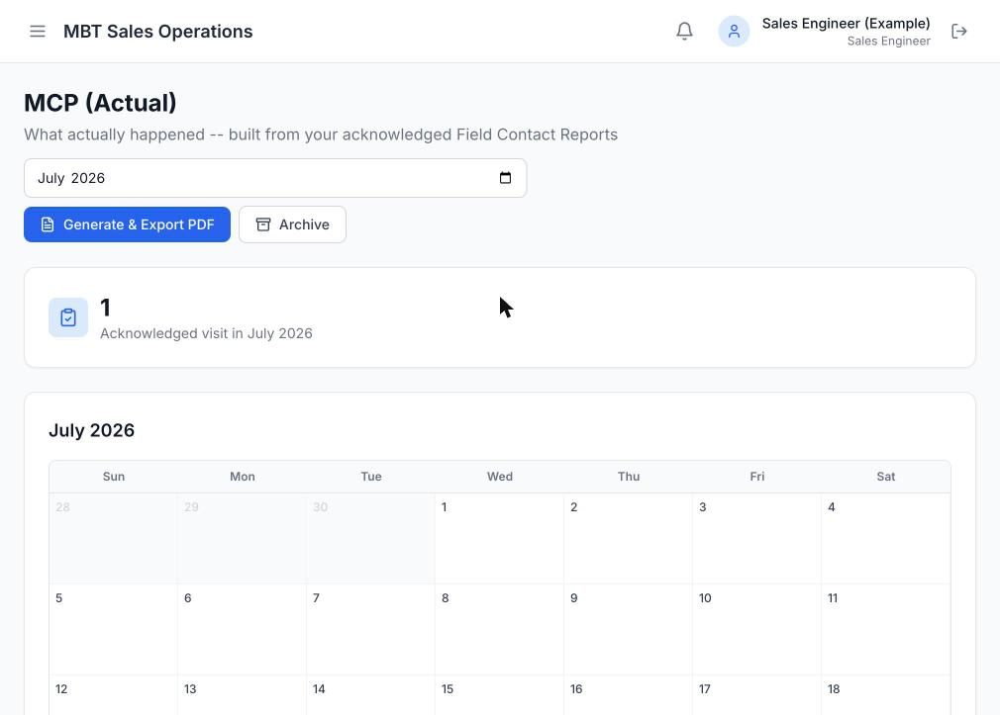 MBT Sales Operations
Sales Engineer (Example)
Sales Engineer
MCP (Actual)
What actually happened -- built from your acknowledged Field Contact Reports
July 2026
Generate & Export PDF
Archive
1
Acknowledged visit in July 2026
July 2026
Sun Mon Tue Wed Thu Fri Sat
28 29 30 1 2 3 4
5 6 7 8 9 10 11
12 13 14 15 16 17 18